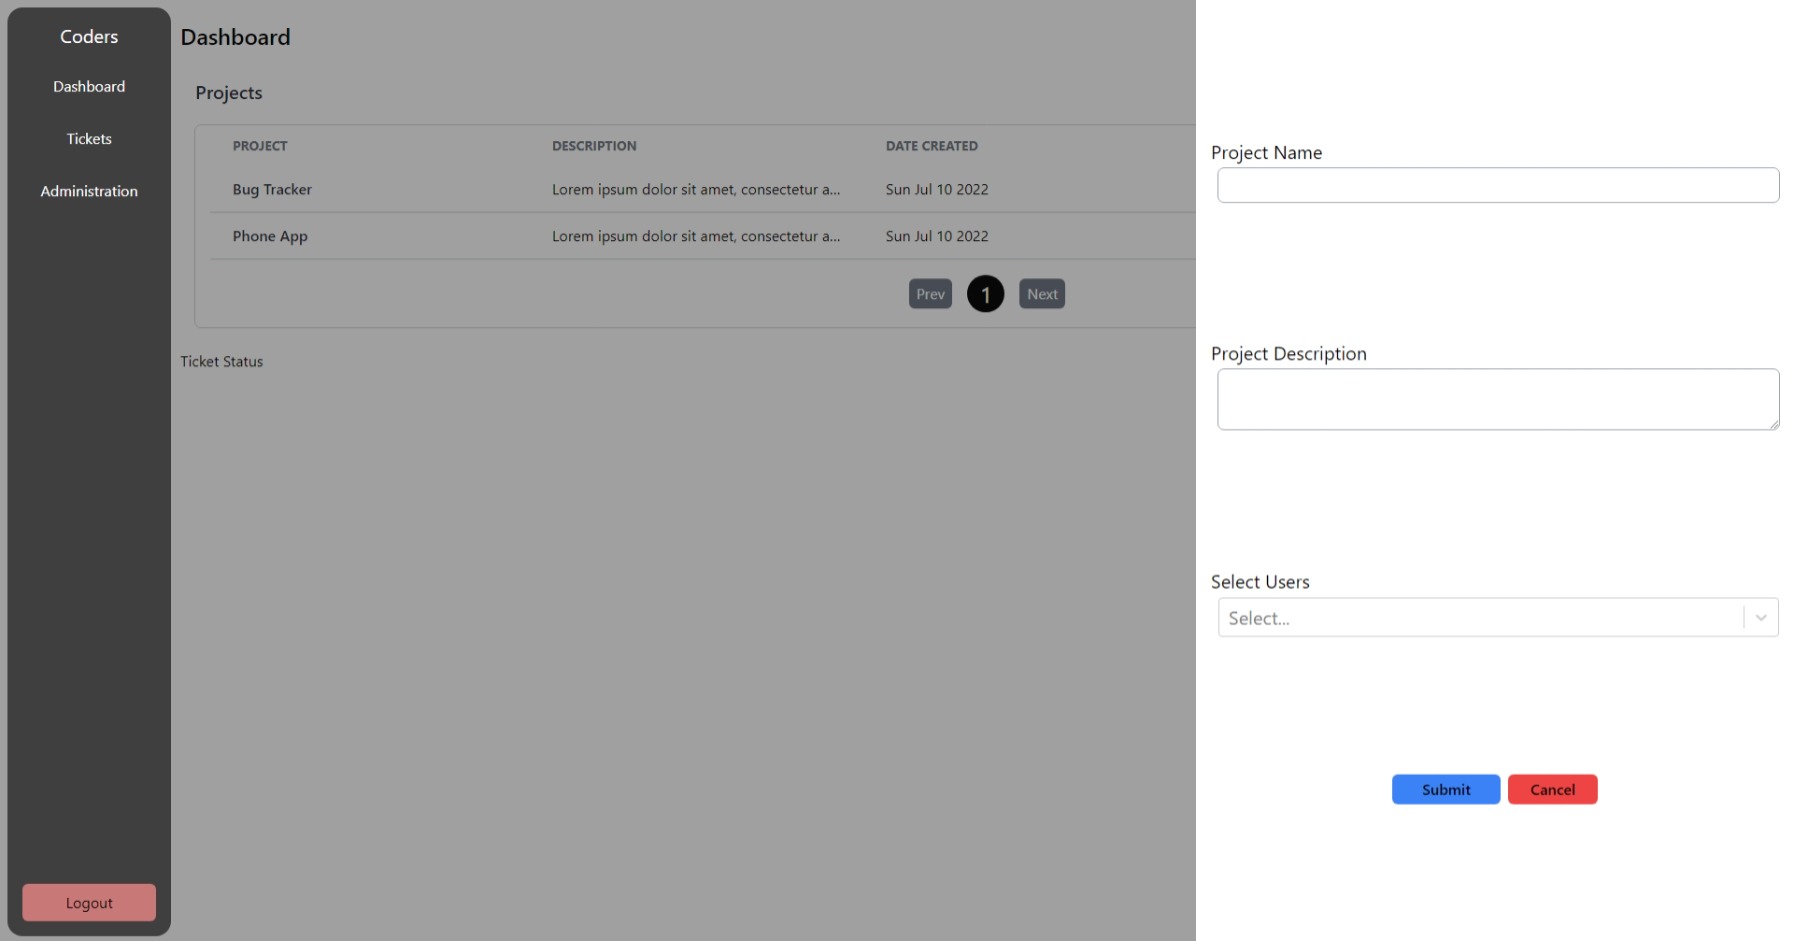 Coders
Dashboard
Tickets
Administration
Logout
Dashboard
Projects
PROJECT DESCRIPTION DATE CREATED
Bug Tracker Lorem ipsum dolor sit amet, consectetur a... Sun Jul 10 2022
Phone App Lorem ipsum dolor sit amet, consectetur a... Sun Jul 10 2022
Prev 1 Next
Ticket Status
Project Name
Project Description
Select Users
Select...
Submit Cancel